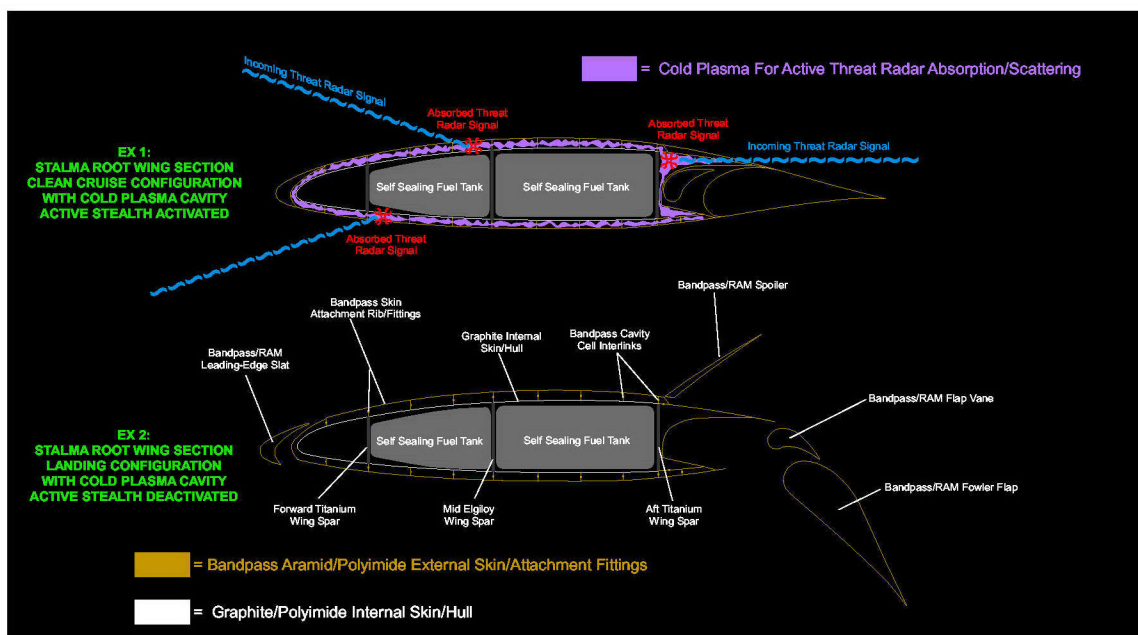 Incoming Threat Radar Signal
= Cold Plasma For Active Threat Radar Absorption/Scattering
Absorbed Threat
Radar Signal
Absorbed Threat
Radar Signal
Incoming Threat Radar Signal
EX 1:
STALMA ROOT WING SECTION
CLEAN CRUISE CONFIGURATION
WITH COLD PLASMA CAVITY
ACTIVE STEALTH ACTIVATED
Self Sealing Fuel Tank
Self Sealing Fuel Tank
Absorbed Threat
Radar Signal
Incoming Threat Radar Signal
Bandpass/RAM Spoiler
Bandpass Skin
Attachment Rib/Fittings
Graphite Internal
Skin/Hull
Bandpass Cavity
Cell Interlinks
Bandpass/RAM
Leading-Edge Slat
Bandpass/RAM Flap Vane
EX 2:
STALMA ROOT WING SECTION
LANDING CONFIGURATION
WITH COLD PLASMA CAVITY
ACTIVE STEALTH DEACTIVATED
Self Sealing Fuel Tank
Self Sealing Fuel Tank
Bandpass/RAM Fowler Flap
Forward Titanium
Wing Spar
Mid Elgiloy
Wing Spar
Aft Titanium
Wing Spar
= Bandpass Aramid/Polyimide External Skin/Attachment Fittings
= Graphite/Polyimide Internal Skin/Hull